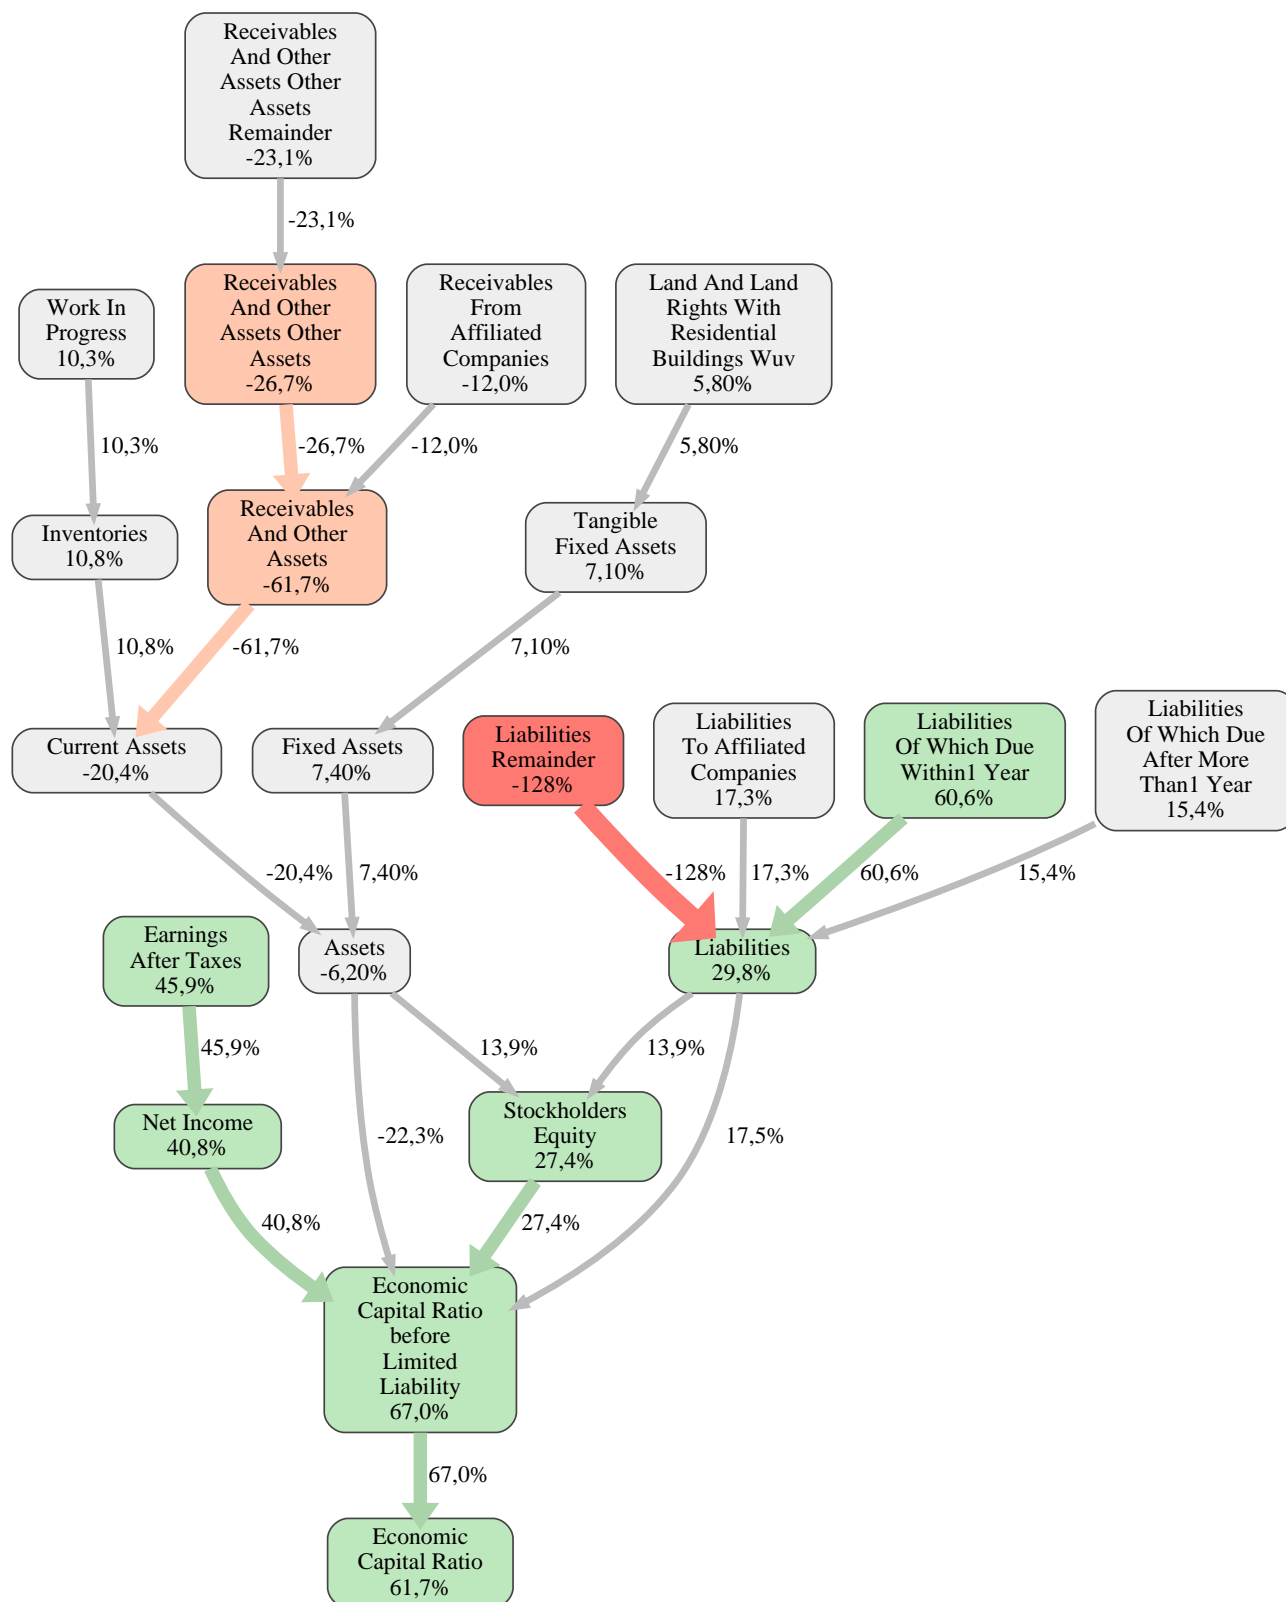 Receivables
And Other
Assets Other
Assets
Remainder
-23,1%
-23,1%
Work In
Progress
10,3%
Receivables
And Other
Assets Other
Assets
-26,7%
Receivables
From
Affiliated
Companies
-12,0%
Land And Land
Rights With
Residential
Buildings Wuv
5,80%
10,3%
-26,7%
-12,0%
5,80%
Inventories
10,8%
Receivables
And Other
Assets
-61,7%
Tangible
Fixed Assets
7,10%
10,8%
-61,7%
7,10%
Current Assets
-20,4%
Fixed Assets
7,40%
Liabilities
Remainder
-128%
Liabilities
To Affiliated
Companies
17,3%
Liabilities
Of Which Due
Within1 Year
60,6%
Liabilities
Of Which Due
After More
Than1 Year
15,4%
-20,4%
7,40%
-128%
17,3%
60,6%
15,4%
Earnings
After Taxes
45,9%
Assets
-6,20%
Liabilities
29,8%
45,9%
13,9%
13,9%
Net Income
40,8%
-22,3%
Stockholders
Equity
27,4%
17,5%
40,8%
27,4%
Economic
Capital Ratio
before
Limited
Liability
67,0%
67,0%
Economic
Capital Ratio
61,7%